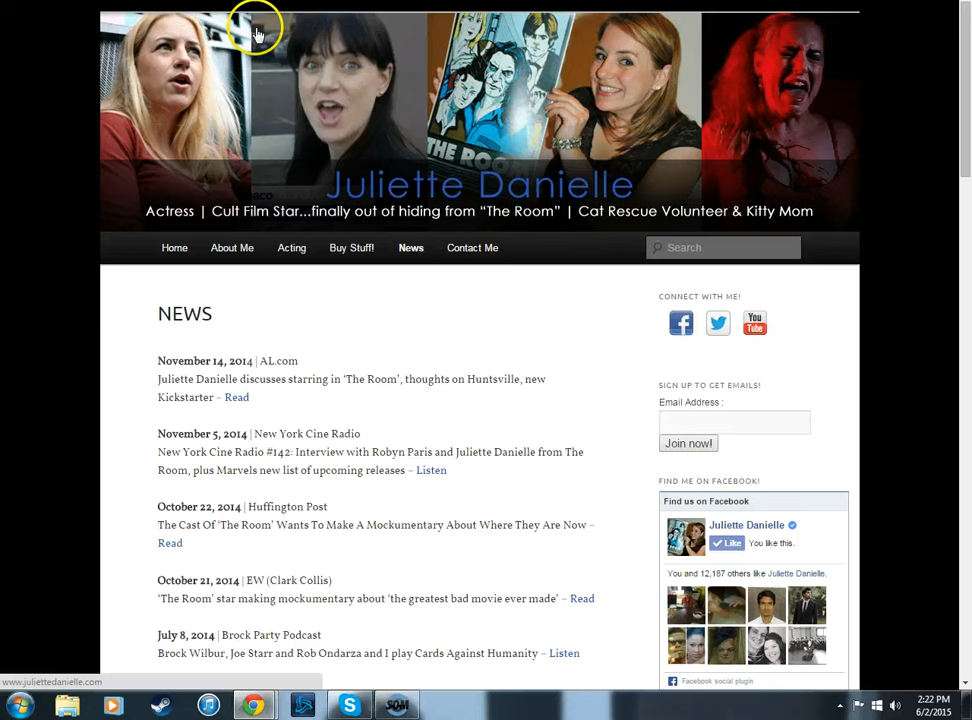 THE ROOM
Juliette Danielle
Actress | Cult Film Star...finally out of hiding from “The Room” | Cat Rescue Volunteer & Kitty Mom
Home About Me Acting Buy Stuff! News Contact Me Search
NEWS
November 14, 2014 | AL.com
Juliette Danielle discusses starring in ‘The Room’, thoughts on Huntsville, new
Kickstarter – Read
November 5, 2014 | New York Cine Radio
New York Cine Radio #142: Interview with Robyn Paris and Juliette Danielle from The
Room, plus Marvels new list of upcoming releases – Listen
October 22, 2014 | Huffington Post
The Cast Of ‘The Room’ Wants To Make A Mockumentary About Where They Are Now –
Read
October 21, 2014 | EW (Clark Collis)
‘The Room’ star making mockumentary about ‘the greatest bad movie ever made’ – Read
July 8, 2014 | Brock Party Podcast
Brock Wilbur, Joe Starr and Rob Ondarza and I play Cards Against Humanity – Listen
CONNECT WITH ME!
You
Tube
SIGN UP TO GET EMAILS!
Email Address :
Join now!
FIND ME ON FACEBOOK!
Find us on Facebook
Juliette Danielle
Like You like this.
You and 12,187 others like Juliette Danielle.
Facebook social plugin
www.juliettedanielle.com
SOM
2:22 PM
6/2/2015